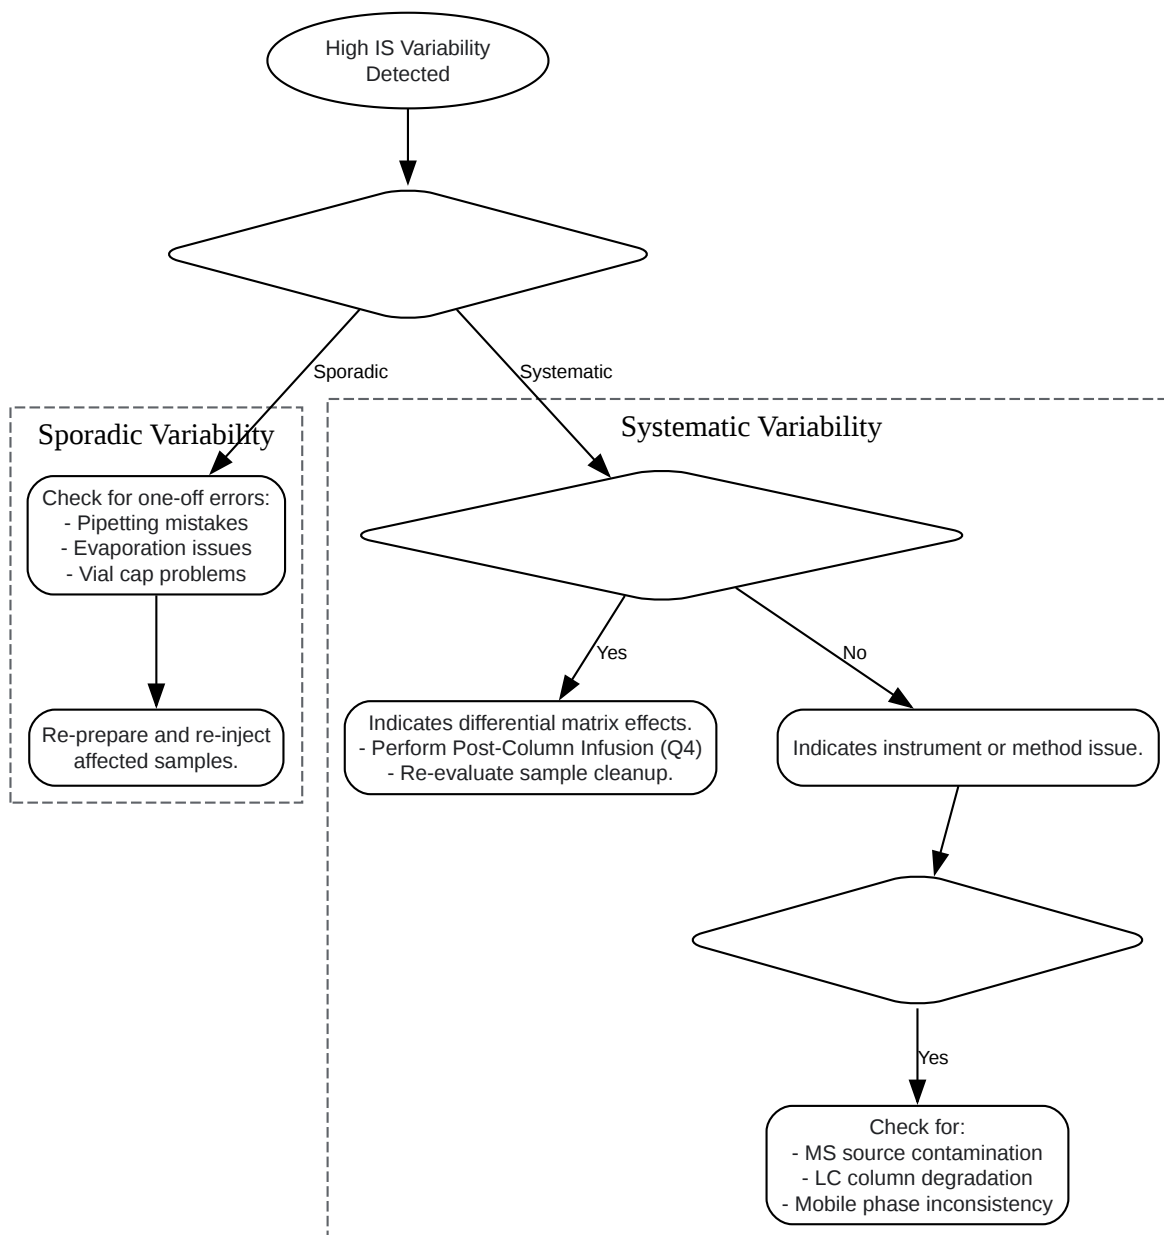 High IS Variability
Detected
Sporadic
Systematic
Sporadic Variability
Check for one-off errors:
- Pipetting mistakes
- Evaporation issues
- Vial cap problems
Re-prepare and re-inject
affected samples.
Systematic Variability
Yes
No
Indicates differential matrix effects.
- Perform Post-Column Infusion (Q4)
- Re-evaluate sample cleanup.
Indicates instrument or method issue.
Yes
Check for:
- MS source contamination
- LC column degradation
- Mobile phase inconsistency